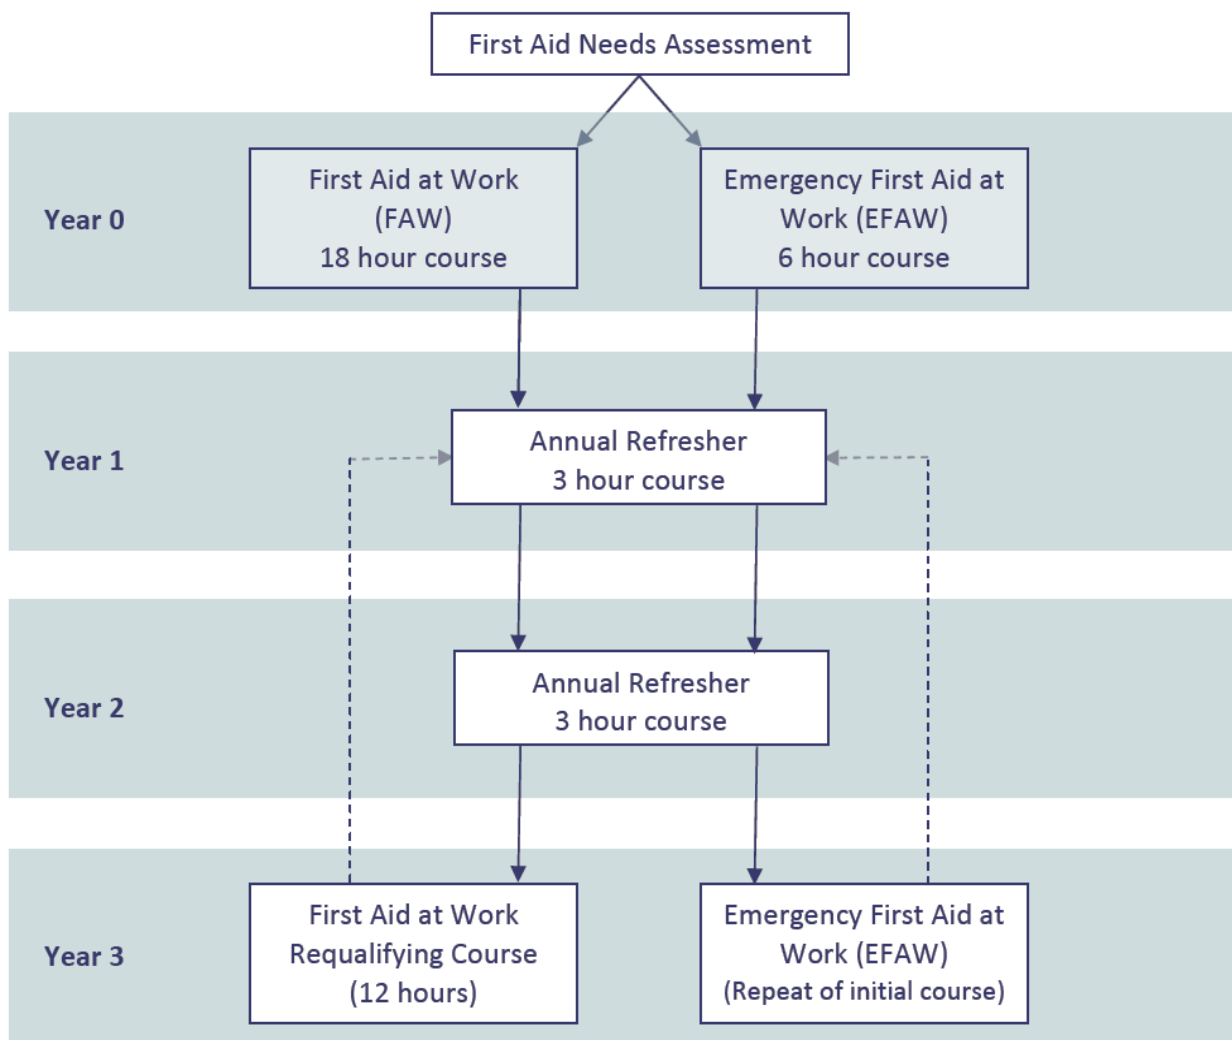 First Aid Needs Assessment
Year 0
First Aid at Work
(FAW)
18 hour course
Emergency First Aid at
Work (EFAW)
6 hour course
Year 1
Annual Refresher
3 hour course
Year 2
Annual Refresher
3 hour course
Year 3
First Aid at Work
Requalifying Course
(12 hours)
Emergency First Aid at
Work (EFAW)
(Repeat of initial course)